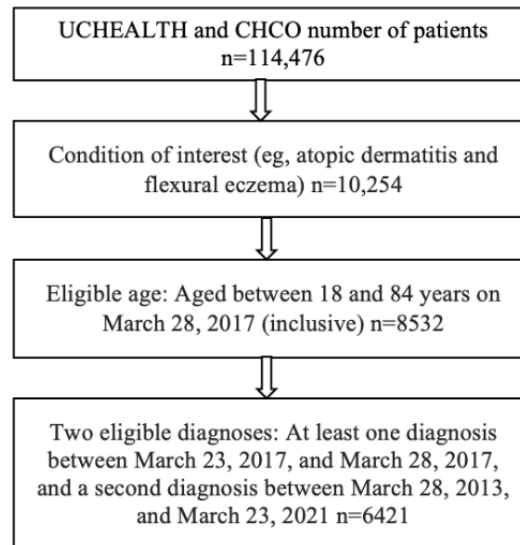 UCHEALTH and CHCO number of patients
n=114,476
Condition of interest (eg, atopic dermatitis and
flexural eczema) n=10,254
Eligible age: Aged between 18 and 84 years on
March 28, 2017 (inclusive) n=8532
Two eligible diagnoses: At least one diagnosis
between March 23, 2017, and March 28, 2017,
and a second diagnosis between March 28, 2013,
and March 23, 2021 n=6421